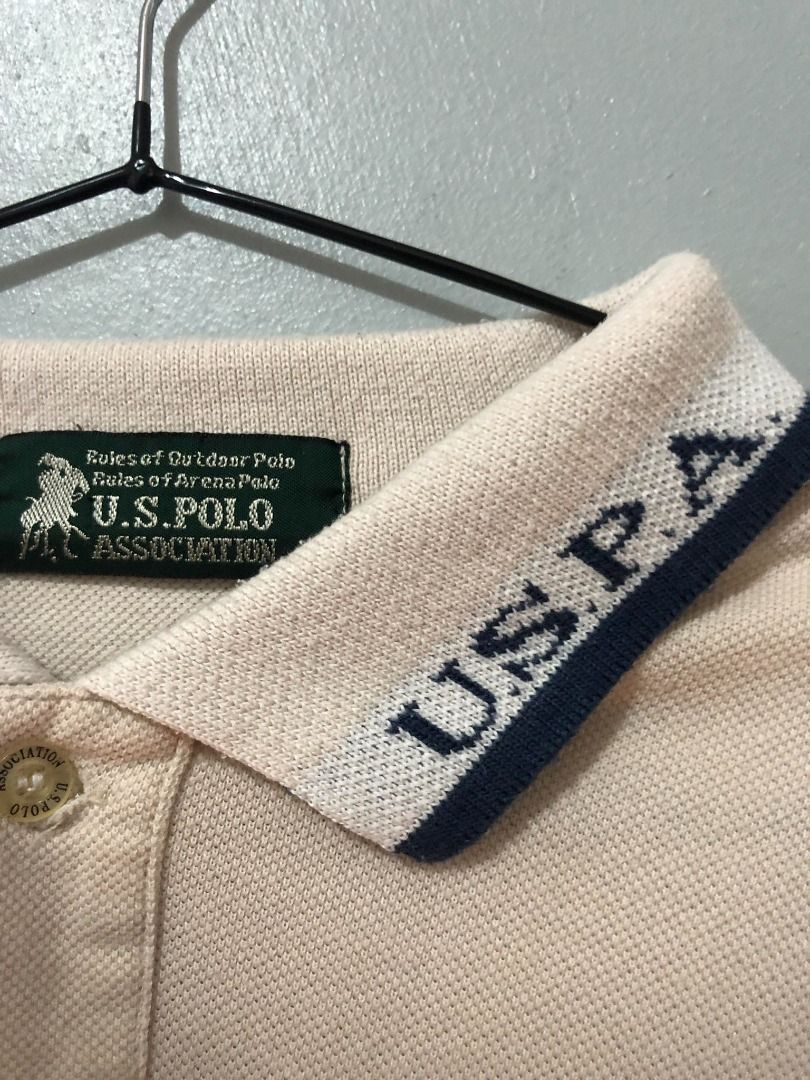 Rules of Outdoor Polo
Rules of Arena Polo
U.S.POLO
ASSOCIATION
U.S.P.A.
ASSOCIATION U.S.POLO